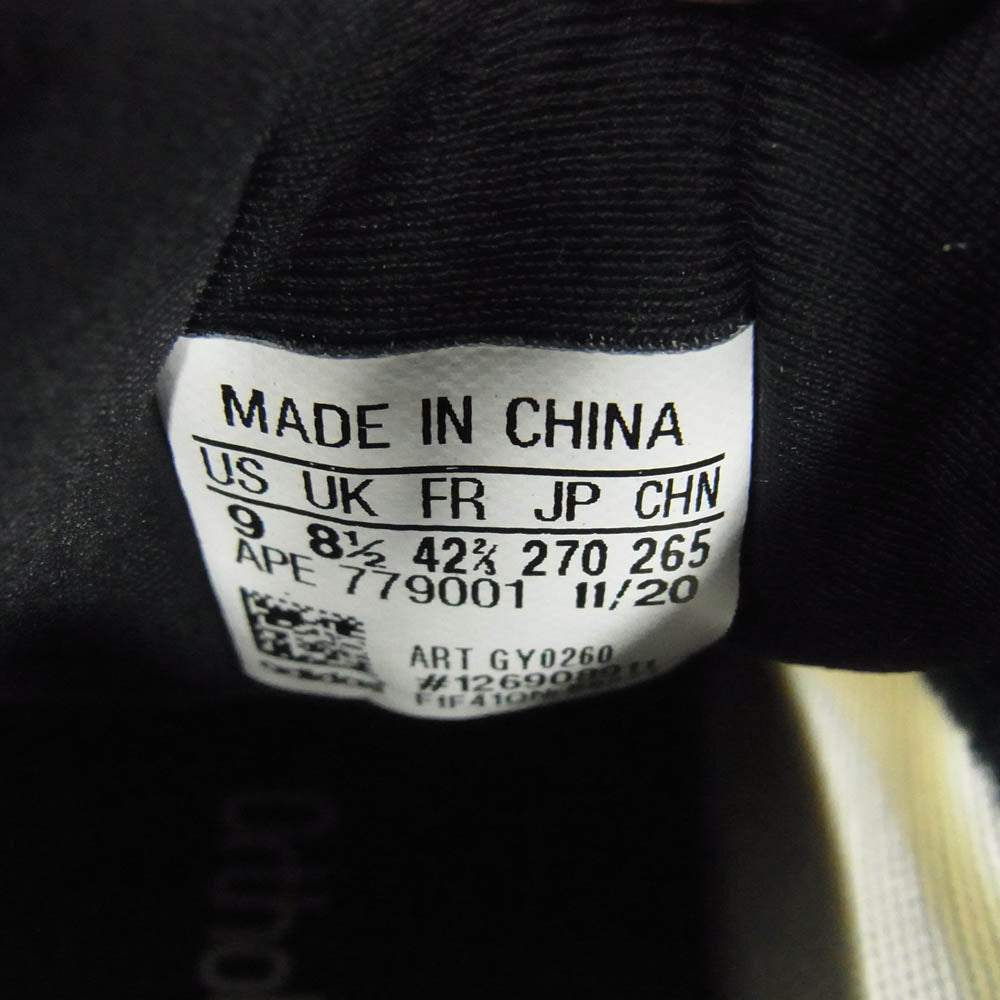 MADE IN CHINA
US UK FR JP CHN
9 8½ 42⅔ 270 265
APE 779001 11/20
ART GY0260
adidas